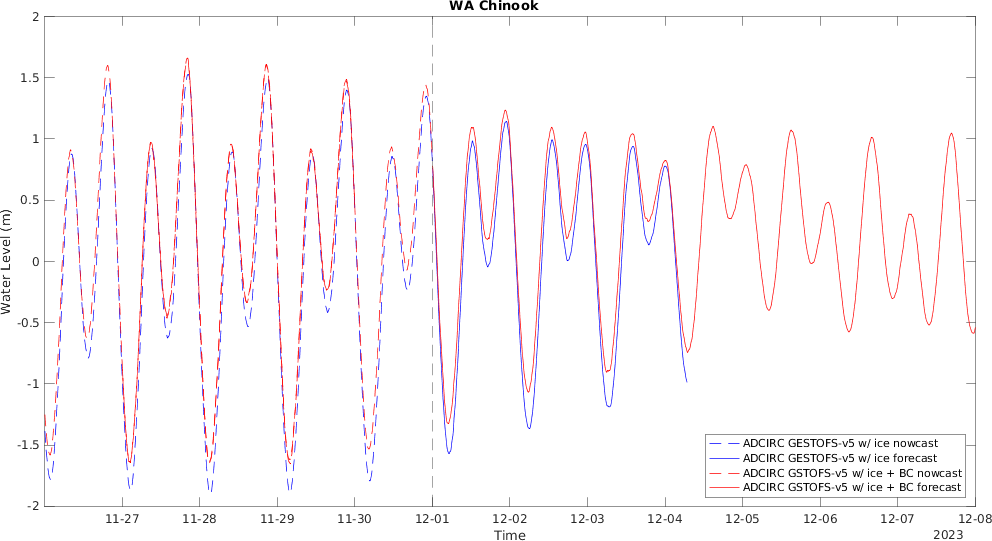 WA Chinook
2
1.5
1
0.5
0
-0.5
-1
-1.5
-2
Water Level (m)
11-27 11-28 11-29 11-30 12-01 12-02 12-03 12-04 12-05 12-06 12-07 12-08
Time
2023
ADCIRC GESTOFS-v5 w/ ice nowcast
ADCIRC GESTOFS-v5 w/ ice forecast
ADCIRC GSTOFS-v5 w/ ice + BC nowcast
ADCIRC GSTOFS-v5 w/ ice + BC forecast